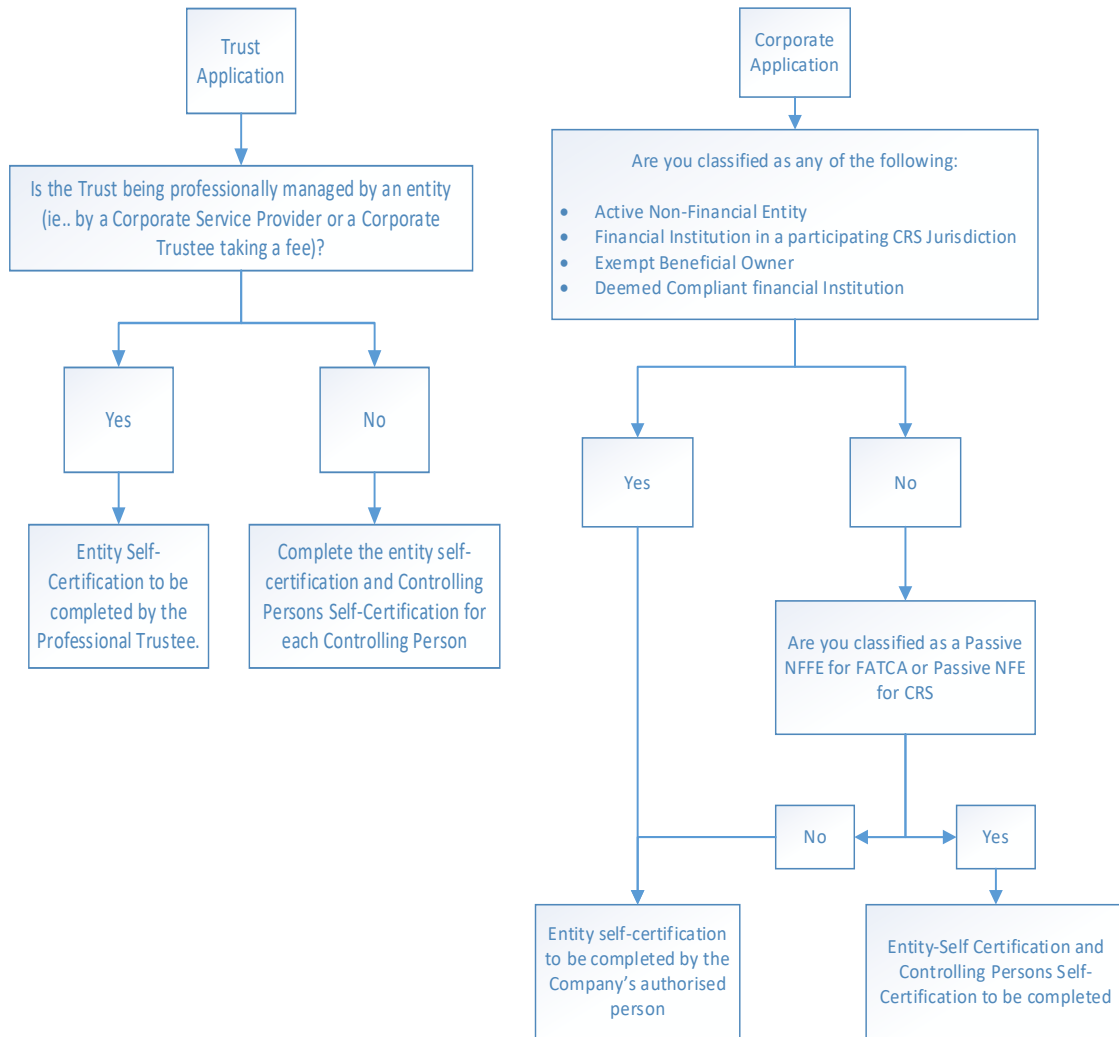 Trust
Application
Is the Trust being professionally managed by an entity
(ie.. by a Corporate Service Provider or a Corporate
Trustee taking a fee)?
Yes
No
Entity Self-
Certification to be
completed by the
Professional Trustee.
Complete the entity self-
certification and Controlling
Persons Self-Certification for
each Controlling Person
Corporate
Application
Are you classified as any of the following:
• Active Non-Financial Entity
• Financial Institution in a participating CRS Jurisdiction
• Exempt Beneficial Owner
• Deemed Compliant financial Institution
Yes
No
Are you classified as a Passive
NFFE for FATCA or Passive NFE
for CRS
No
Yes
Entity self-certification
to be completed by the
Company’s authorised
person
Entity-Self Certification and
Controlling Persons Self-
Certification to be completed